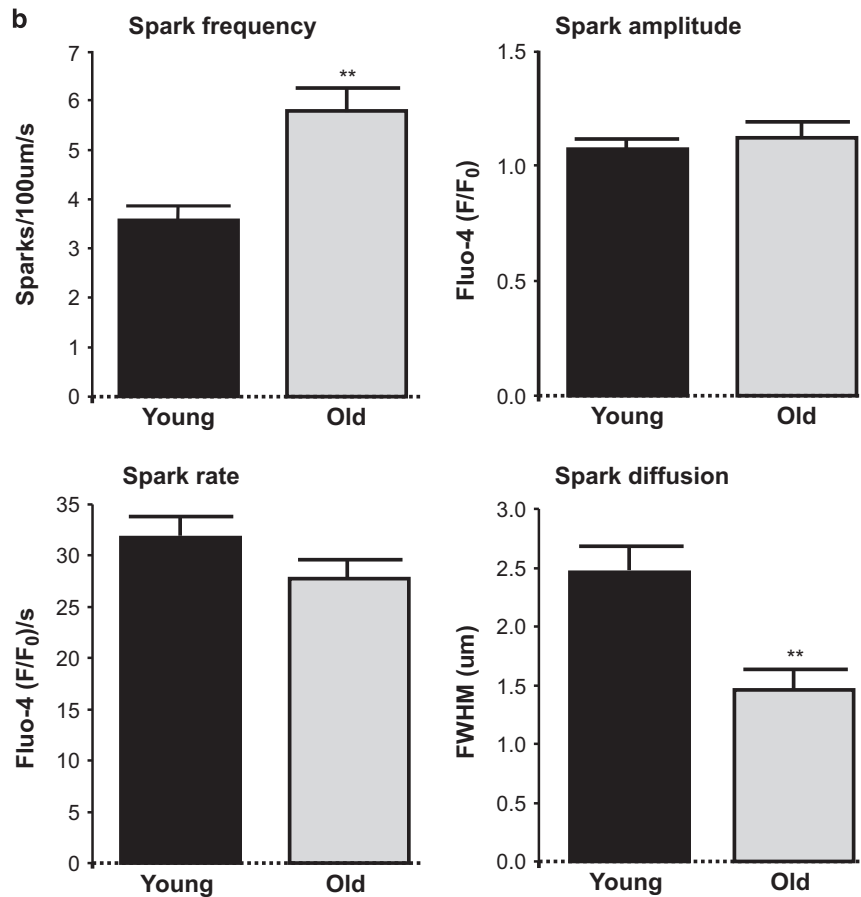 b
Spark frequency
Sparks/100um/s
7
6
5
4
3
2
1
0
**
Young Old
Spark amplitude
Fluo-4 (F/F0)
1.5
1.0
0.5
0.0
Young Old
Spark rate
Fluo-4 (F/F0)/s
35
30
25
20
15
10
5
0
Young Old
Spark diffusion
FWHM (um)
3.0
2.5
2.0
1.5
1.0
0.5
0.0
**
Young Old